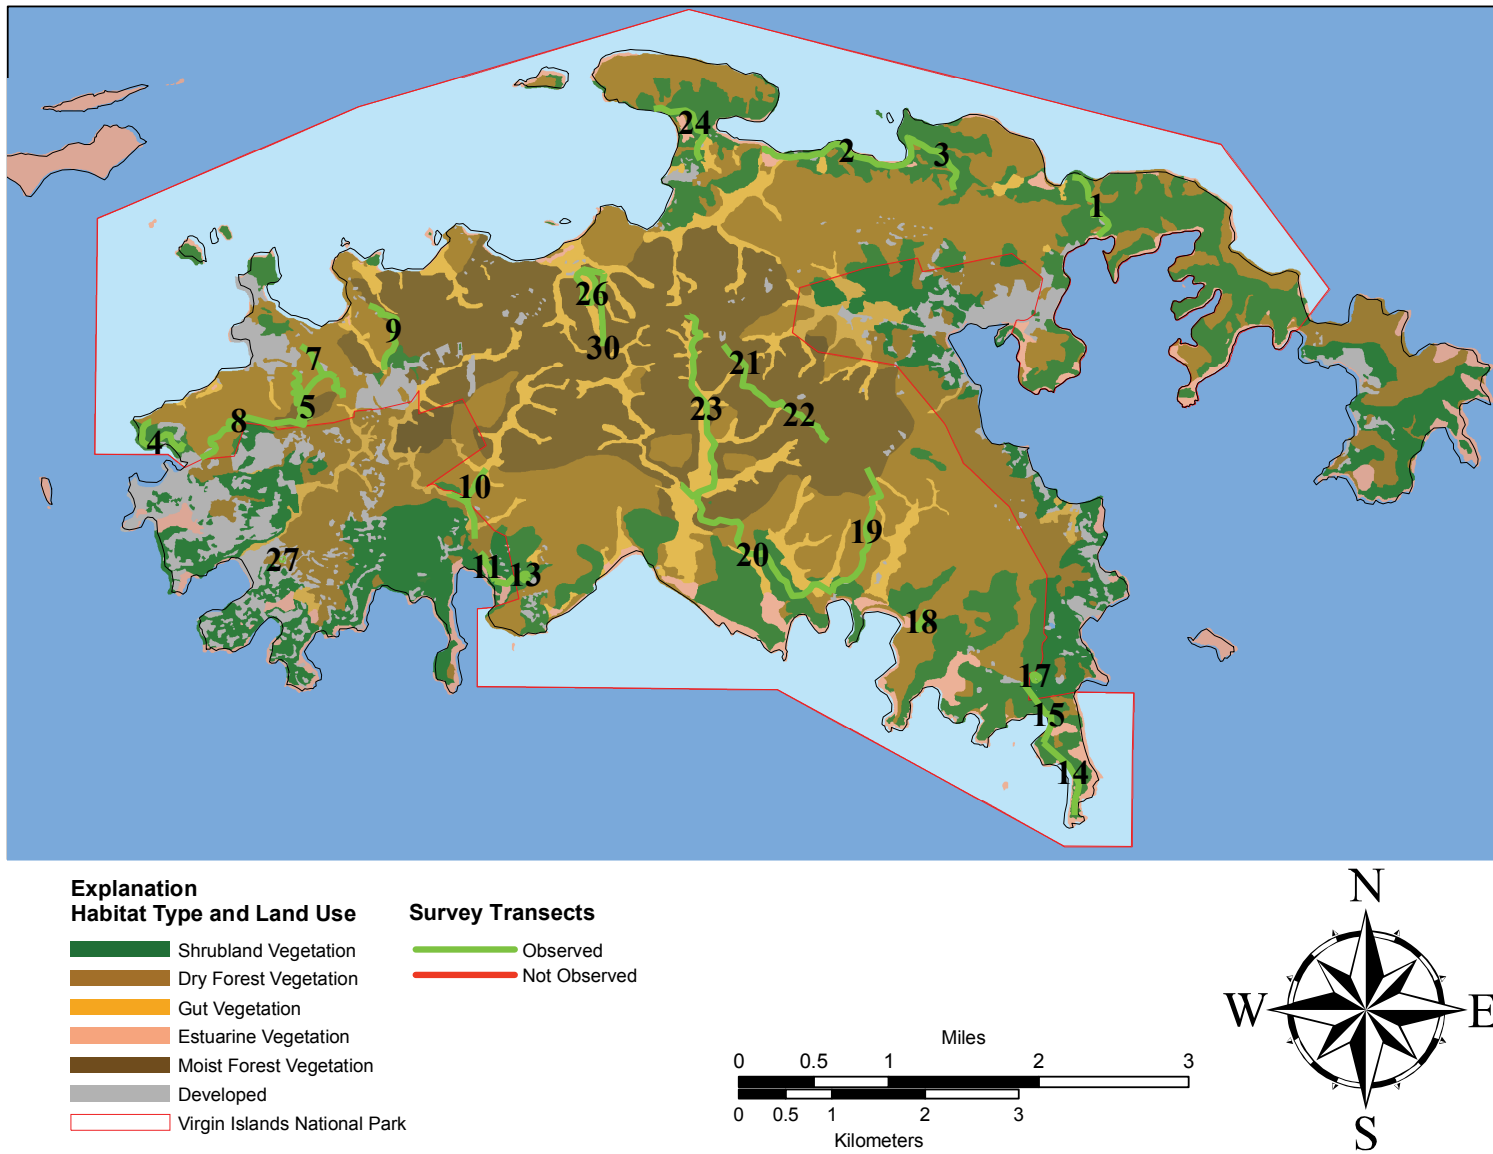 24
2
3
1
26
9
30
7
21
5
23
22
8
4
10
19
20
27
11
13
18
17
15
14
Explanation
Habitat Type and Land Use
Shrubland Vegetation
Dry Forest Vegetation
Gut Vegetation
Estuarine Vegetation
Moist Forest Vegetation
Developed
Virgin Islands National Park
Survey Transects
Observed
Not Observed
Miles
0 0.5 1 2 3
0 0.5 1 2 3
Kilometers
N
W E
S